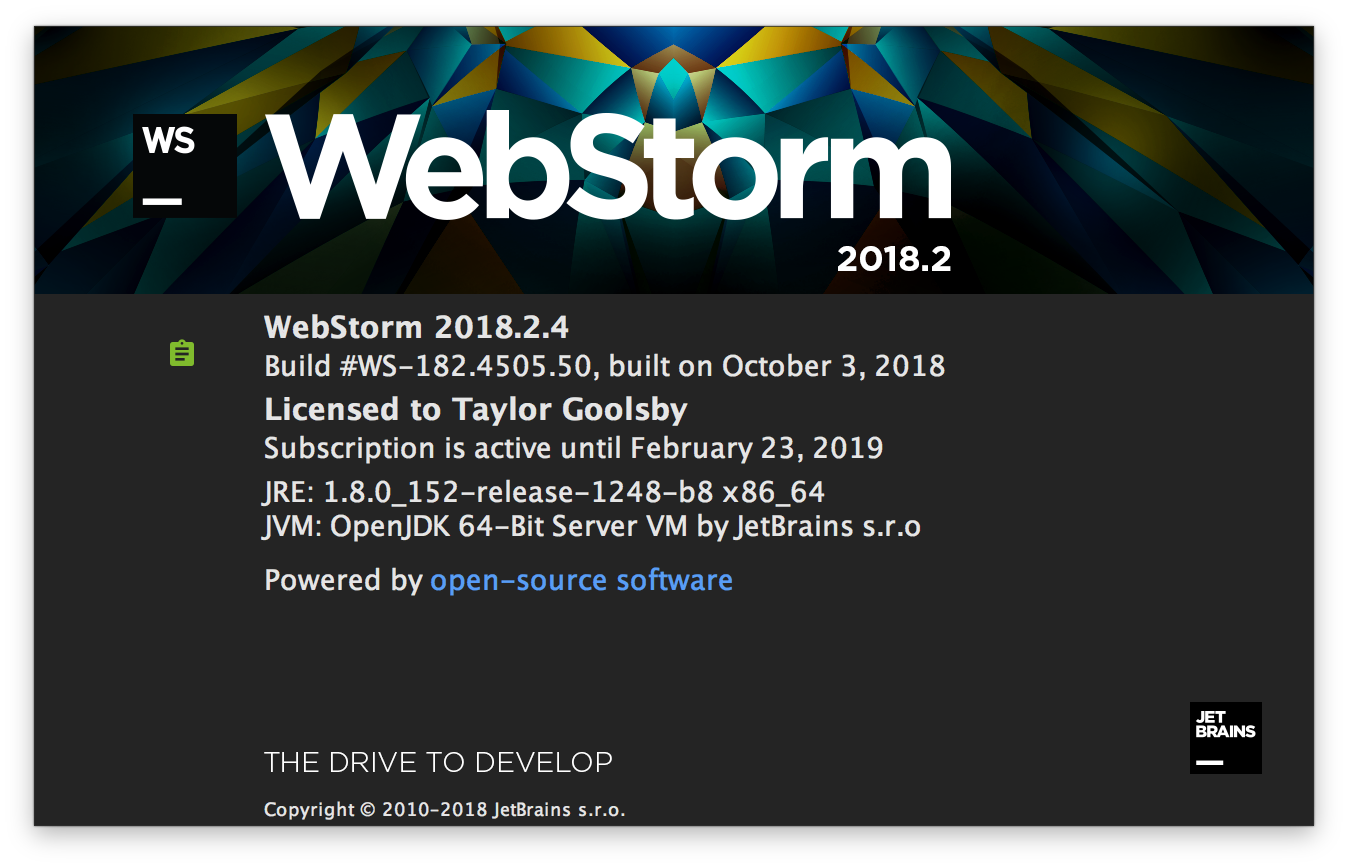 WS
WebStorm
2018.2
WebStorm 2018.2.4
Build #WS-182.4505.50, built on October 3, 2018
Licensed to Taylor Goolsby
Subscription is active until February 23, 2019
JRE: 1.8.0_152-release-1248-b8 x86_64
JVM: OpenJDK 64-Bit Server VM by JetBrains s.r.o
Powered by open-source software
JET
BRAINS
THE DRIVE TO DEVELOP
Copyright © 2010-2018 JetBrains s.r.o.